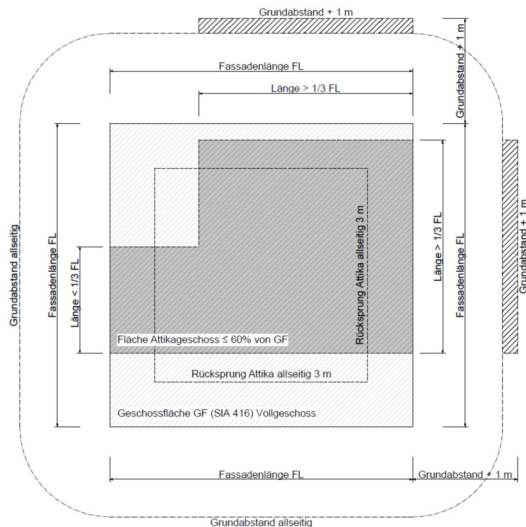 Grundabstand + 1 m
Grundabstand + 1 m
Fassadenlänge FL
Länge > 1/3 FL
Grundabstand allseitig
Fassadenlänge FL
Länge < 1/3 FL
Rücksprung Attika allseitig 3 m
Länge > 1/3 FL
Fassadenlänge FL
Grundabstand + 1 m
Fläche Attikageschoss ≤ 60% von GF
Rücksprung Attika allseitig 3 m
Geschossfläche GF (SIA 416) Vollgeschoss
Fassadenlänge FL
Grundabstand + 1 m
Grundabstand allseitig